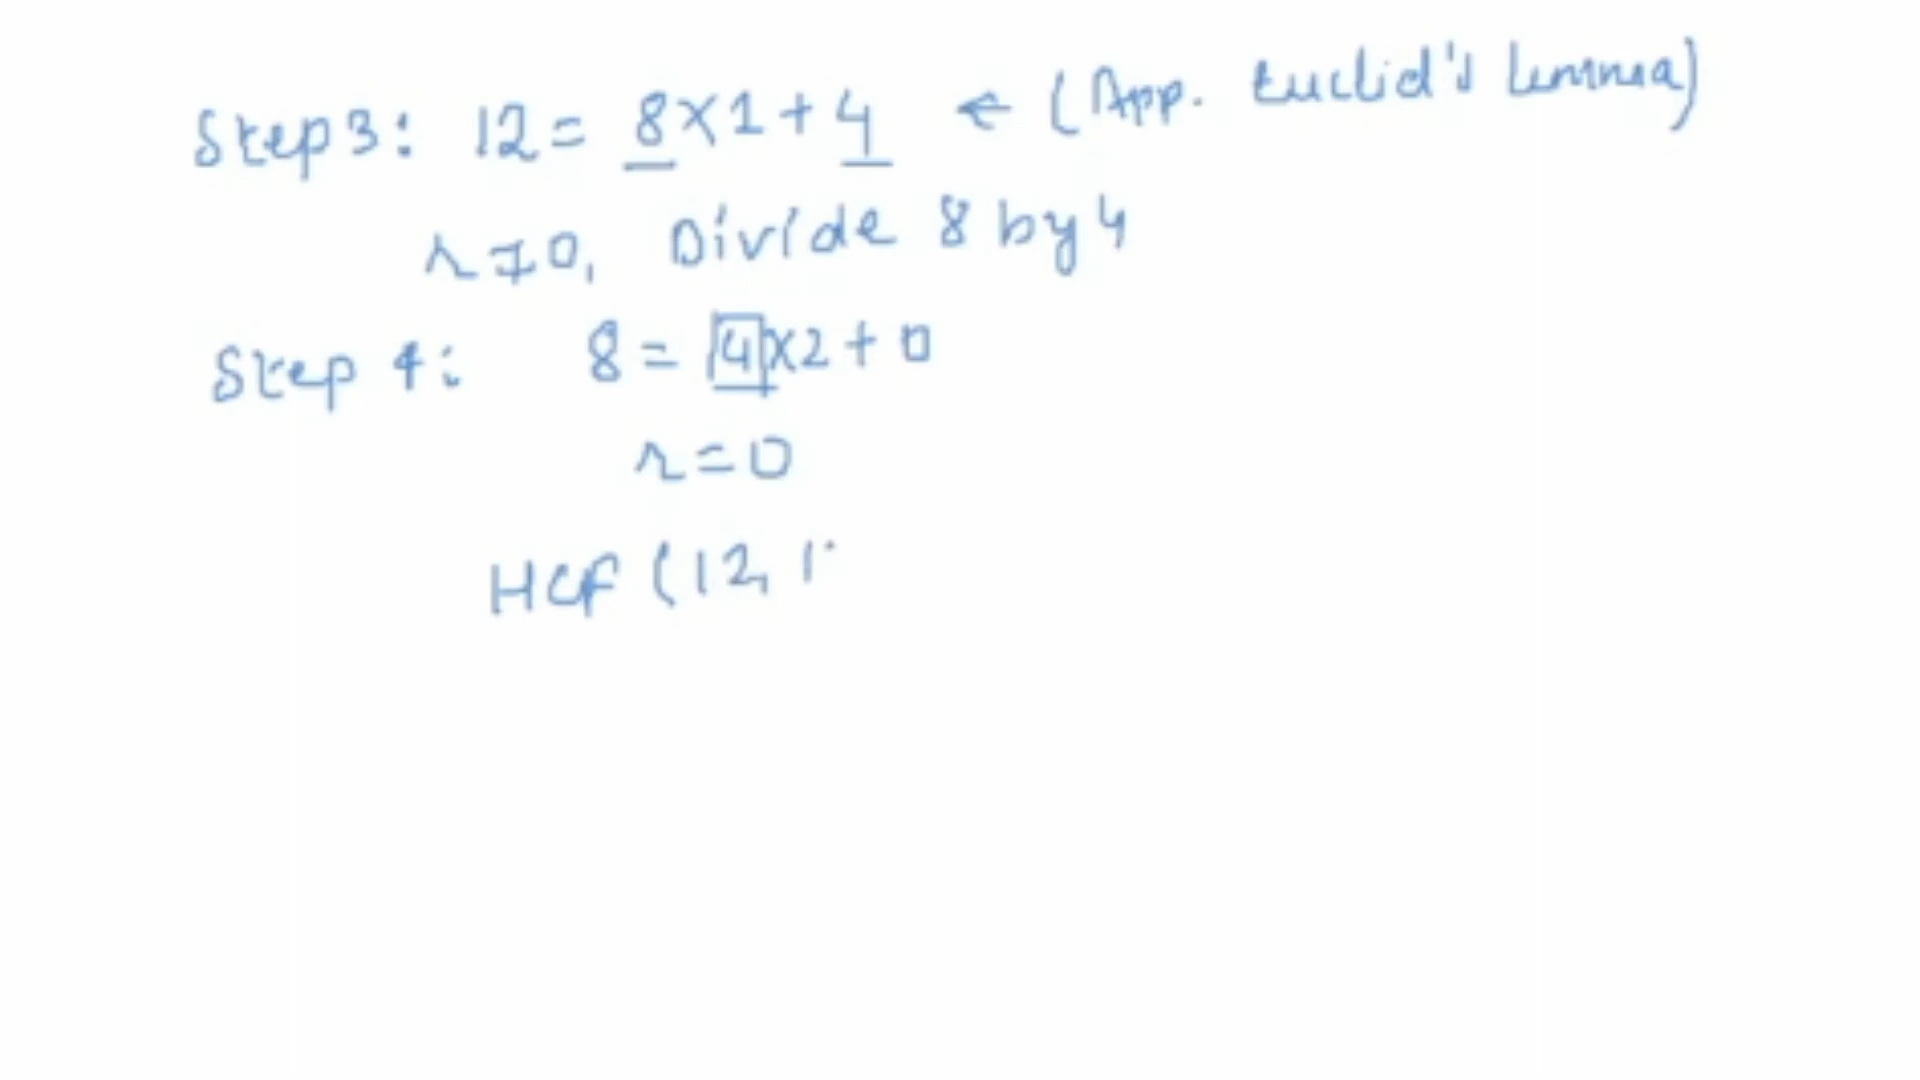 Step 3: 12 = 8×1+4 ← (App. Euclid's lemma)
r≠0, Divide 8 by 4
Step 4: 8 = 4×2+0
r=0
HCF (12, 1